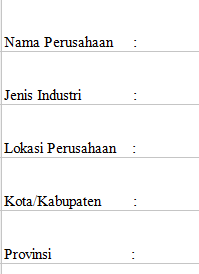 Nama Perusahaan :
Jenis Industri :
Lokasi Perusahaan :
Kota/Kabupaten :
Provinsi :